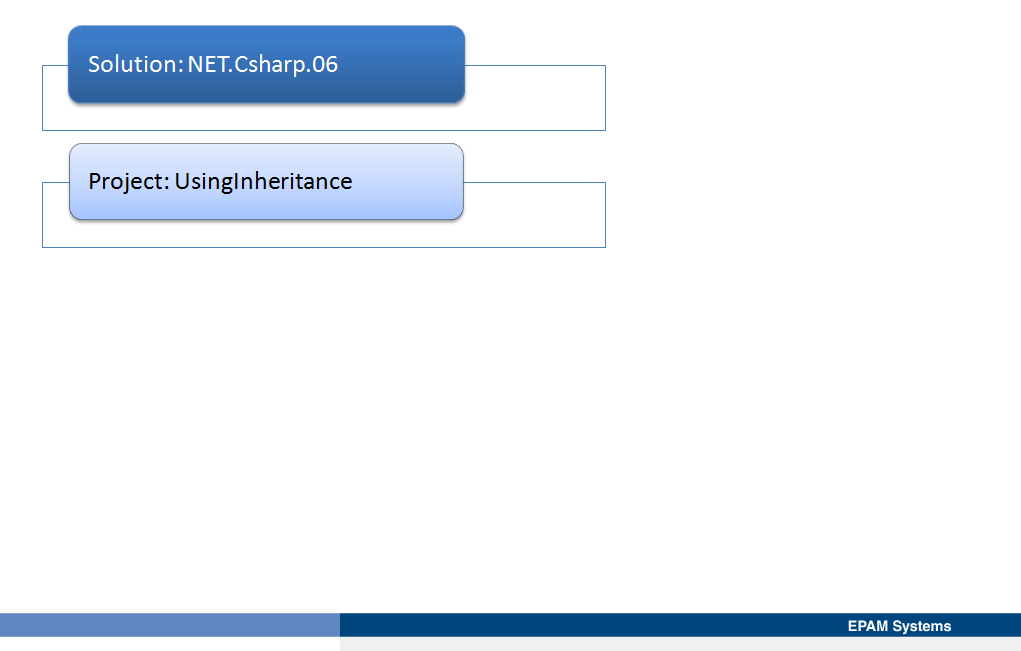 Solution: NET.Csharp.06
Project: UsingInheritance
EPAM Systems